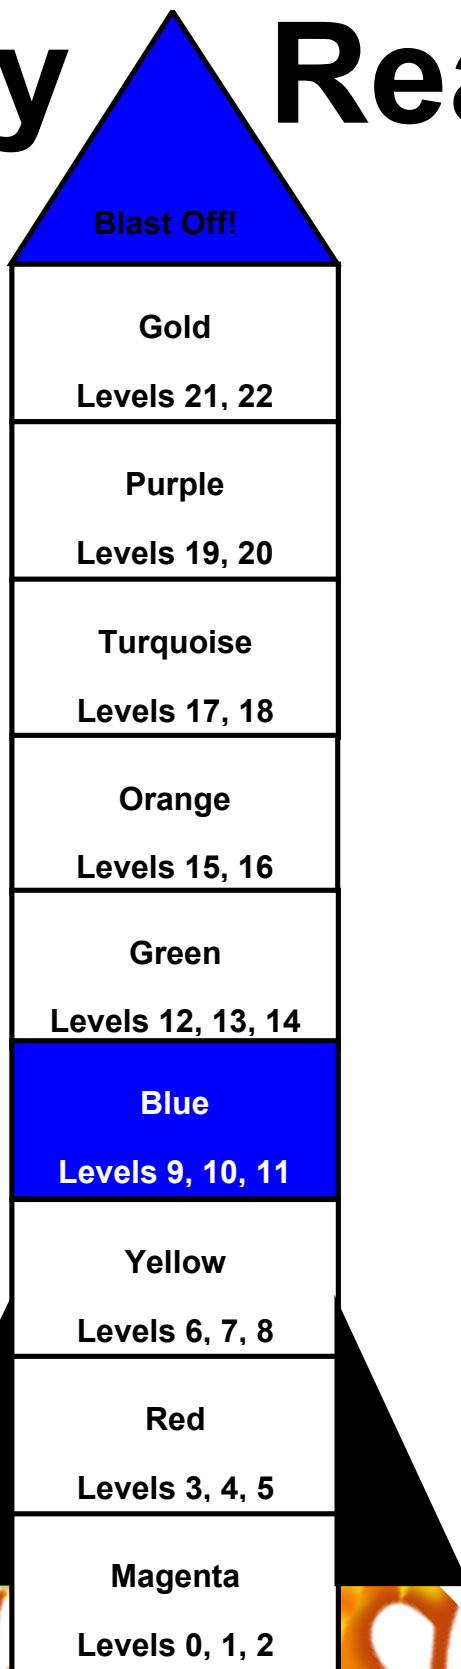 y Rea
Blast Off!
Gold
Levels 21, 22
Purple
Levels 19, 20
Turquoise
Levels 17, 18
Orange
Levels 15, 16
Green
Levels 12, 13, 14
Blue
Levels 9, 10, 11
Yellow
Levels 6, 7, 8
Red
Levels 3, 4, 5
Magenta
Levels 0, 1, 2